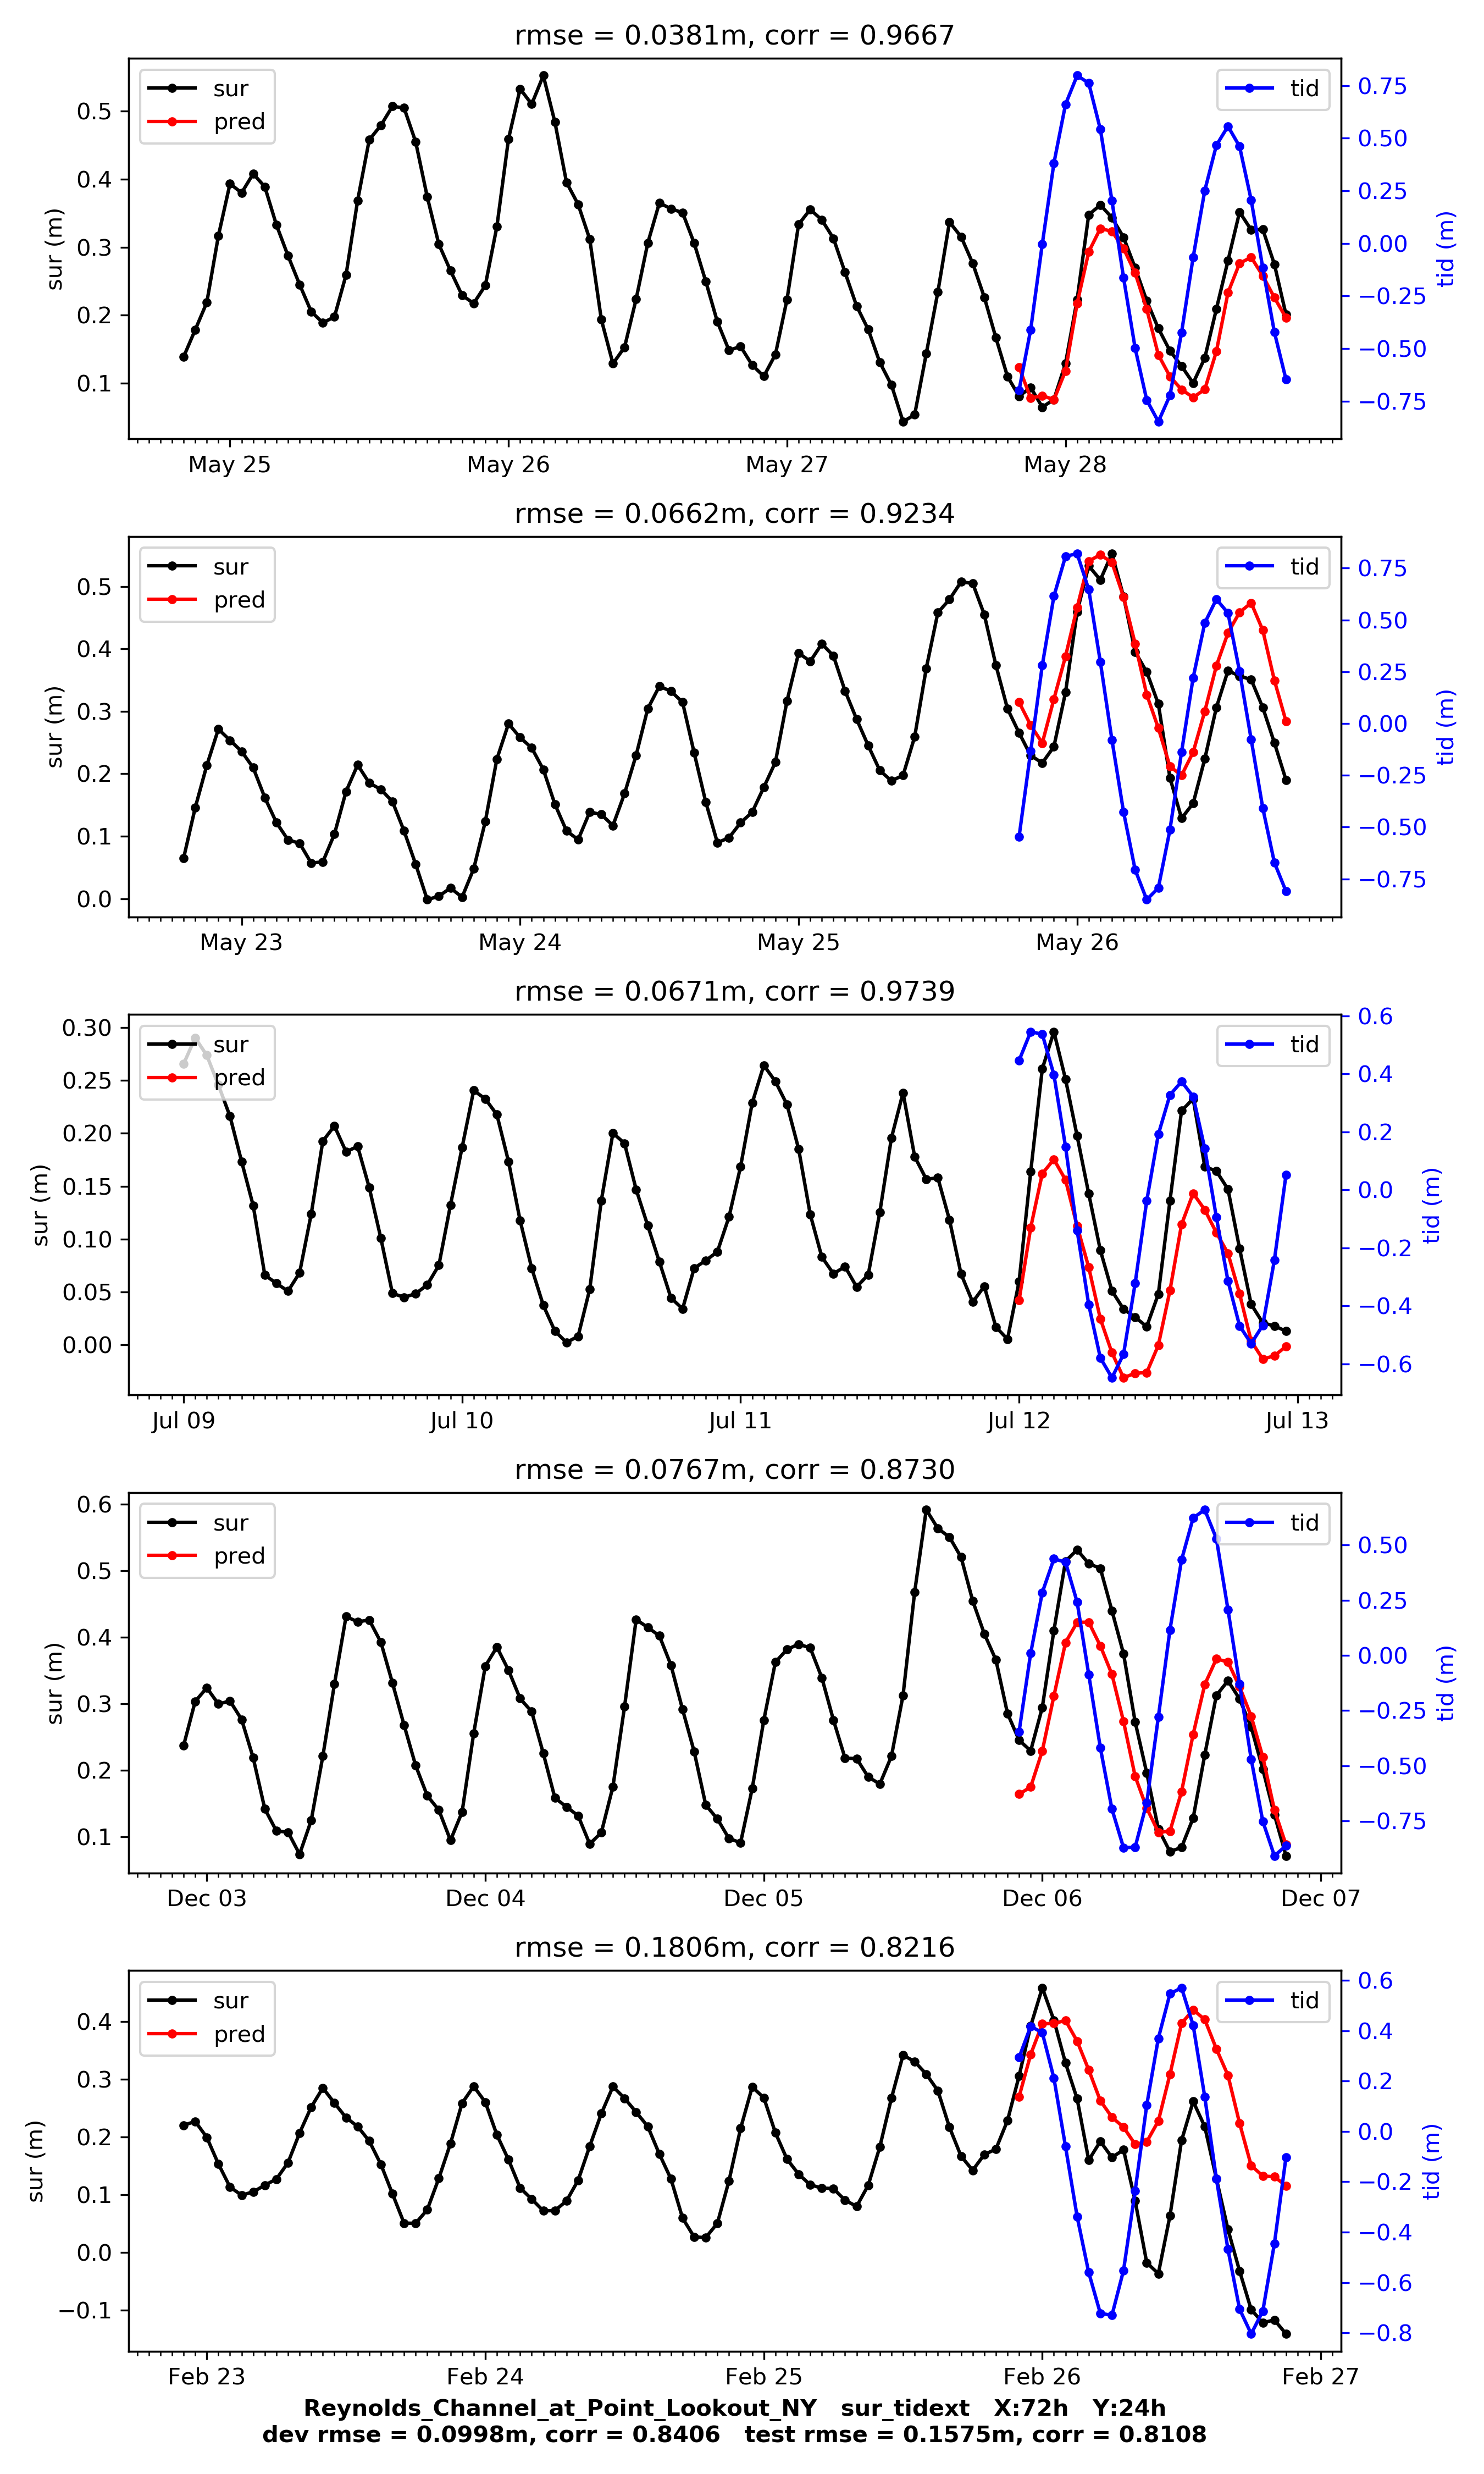 rmse = 0.0381m, corr = 0.9667
sur
pred
tid
sur (m)
0.5
0.4
0.3
0.2
0.1
0.75
0.50
0.25
0.00
−0.25
−0.50
−0.75
tid (m)
May 25 May 26 May 27 May 28
rmse = 0.0662m, corr = 0.9234
sur
pred
tid
sur (m)
0.5
0.4
0.3
0.2
0.1
0.0
0.75
0.50
0.25
0.00
−0.25
−0.50
−0.75
tid (m)
May 23 May 24 May 25 May 26
rmse = 0.0671m, corr = 0.9739
sur
pred
tid
sur (m)
0.30
0.25
0.20
0.15
0.10
0.05
0.00
0.6
0.4
0.2
0.0
−0.2
−0.4
−0.6
tid (m)
Jul 09 Jul 10 Jul 11 Jul 12 Jul 13
rmse = 0.0767m, corr = 0.8730
sur
pred
tid
sur (m)
0.6
0.5
0.4
0.3
0.2
0.1
0.50
0.25
0.00
−0.25
−0.50
−0.75
tid (m)
Dec 03 Dec 04 Dec 05 Dec 06 Dec 07
rmse = 0.1806m, corr = 0.8216
sur
pred
tid
sur (m)
0.4
0.3
0.2
0.1
0.0
−0.1
0.6
0.4
0.2
0.0
−0.2
−0.4
−0.6
−0.8
tid (m)
Feb 23 Feb 24 Feb 25 Feb 26 Feb 27
Reynolds_Channel_at_Point_Lookout_NY sur_tidext X:72h Y:24h
dev rmse = 0.0998m, corr = 0.8406 test rmse = 0.1575m, corr = 0.8108